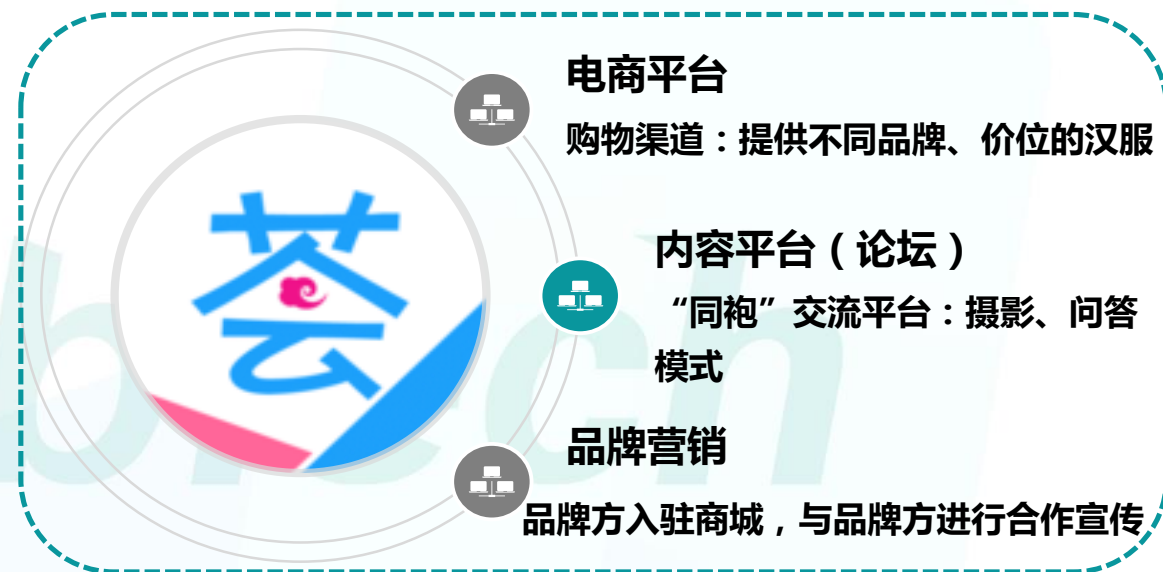 电商平台
购物渠道：提供不同品牌、价位的汉服
荟
内容平台（论坛）
“同袍”交流平台：摄影、问答
模式
品牌营销
品牌方入驻商城，与品牌方进行合作宣传